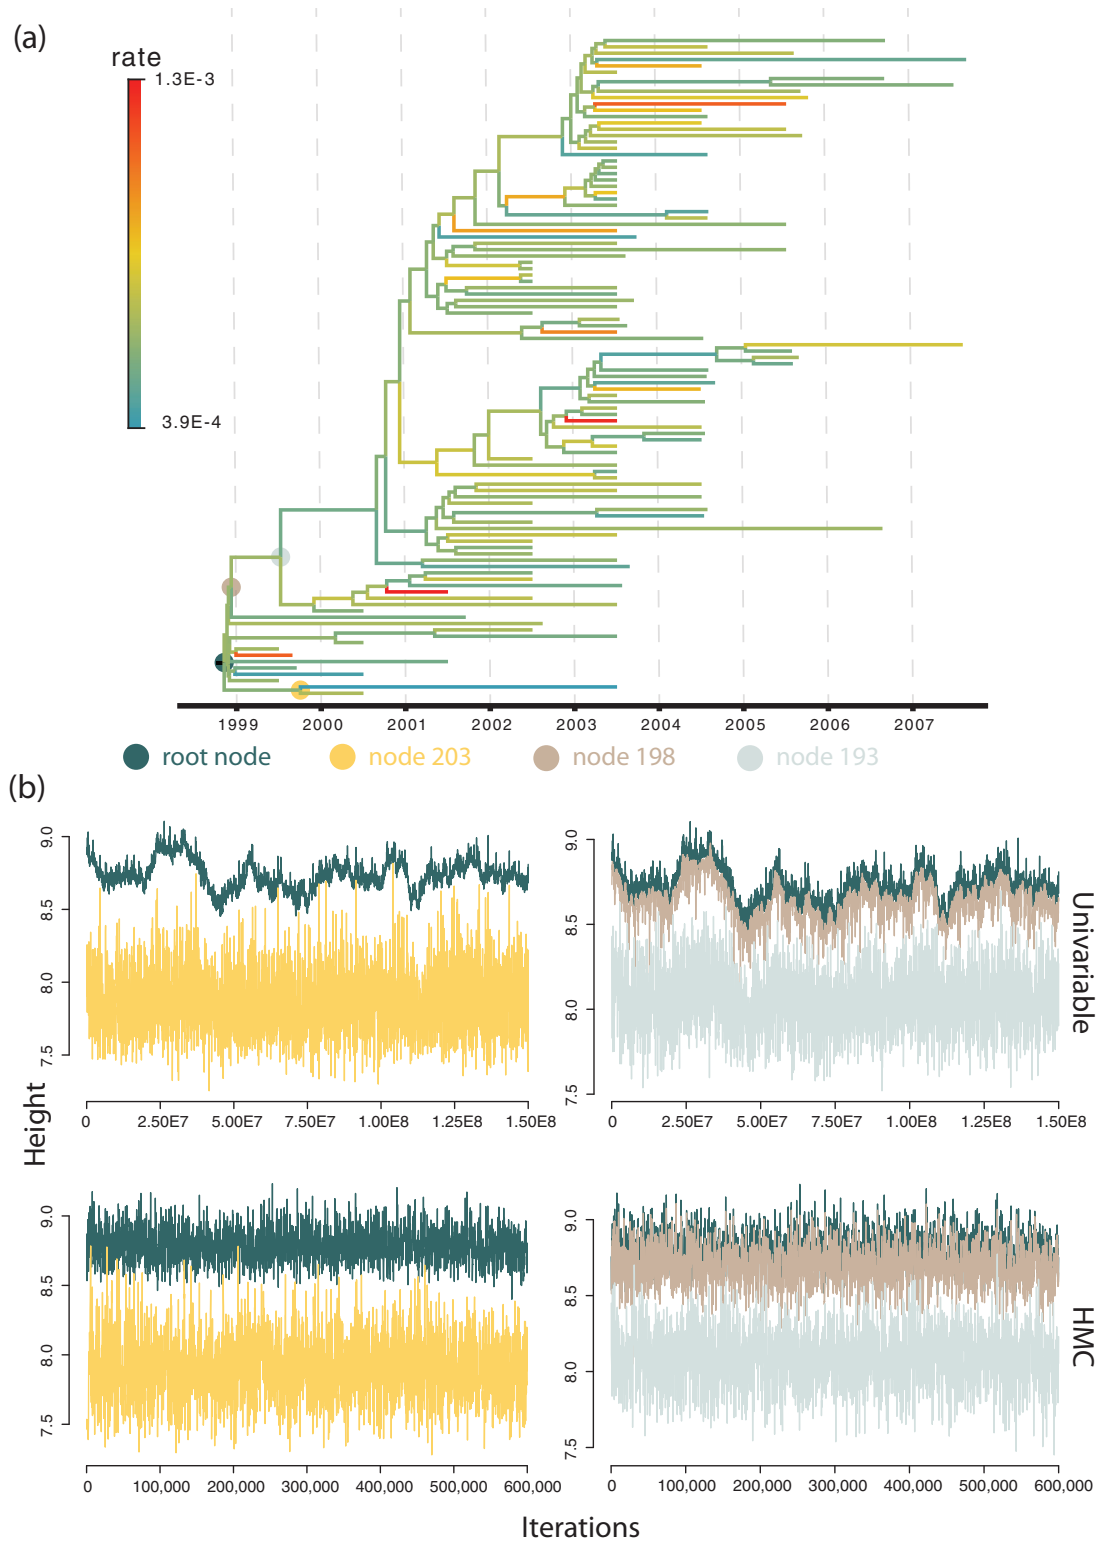 (a)
rate
1.3E-3
3.9E-4
1999 2000 2001 2002 2003 2004 2005 2006 2007
root node node 203 node 198 node 193
(b)
Height
9.0
8.5
8.0
7.5
0 2.50E7 5.00E7 7.50E7 1.00E8 1.25E8 1.50E8
9.0
8.5
8.0
7.5
0 2.50E7 5.00E7 7.50E7 1.00E8 1.25E8 1.50E8
Univariable
9.0
8.5
8.0
7.5
0 100,000 200,000 300,000 400,000 500,000 600,000
9.0
8.5
8.0
7.5
0 100,000 200,000 300,000 400,000 500,000 600,000
HMC
Iterations